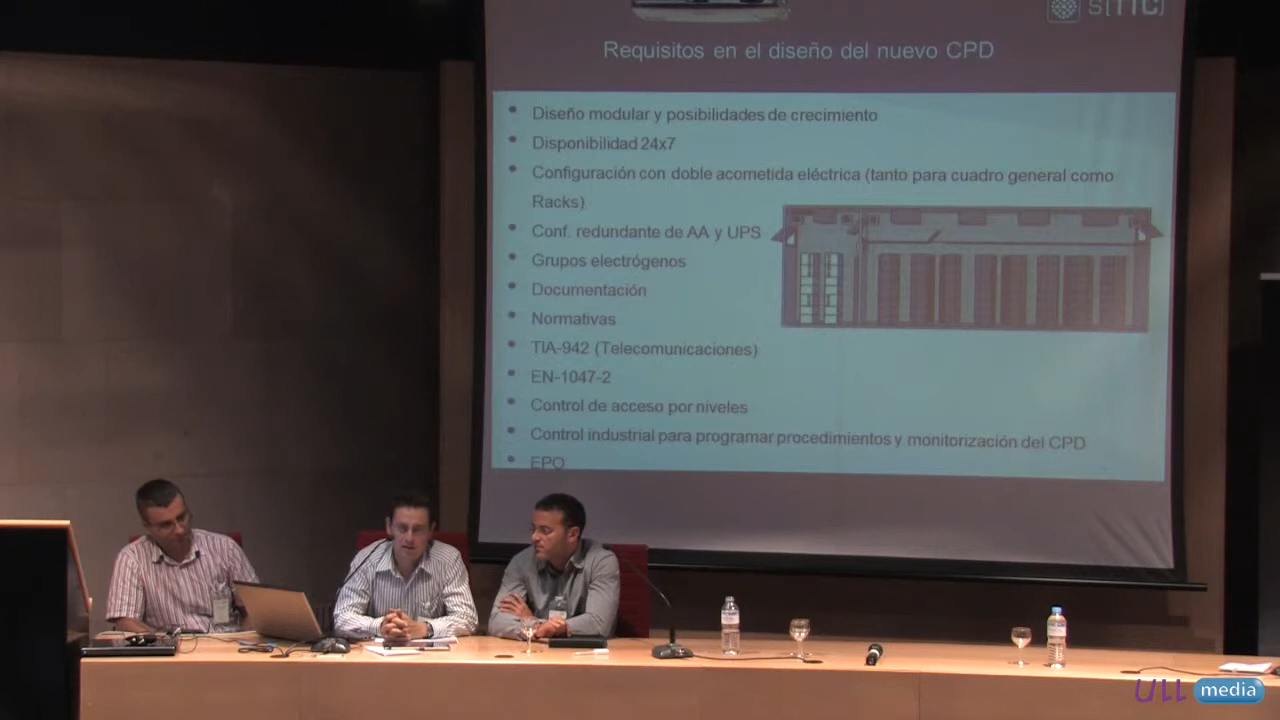 S[TIC]
Requisitos en el diseño del nuevo CPD
• Diseño modular y posibilidades de crecimiento
• Disponibilidad 24x7
• Configuración con doble acometida eléctrica (tanto para cuadro general como
Racks)
• Conf. redundante de AA y UPS
• Grupos electrógenos
• Documentación
• Normativas
• TIA-942 (Telecomunicaciones)
• EN-1047-2
• Control de acceso por niveles
• Control industrial para programar procedimientos y monitorización del CPD
• EPO
ULL media